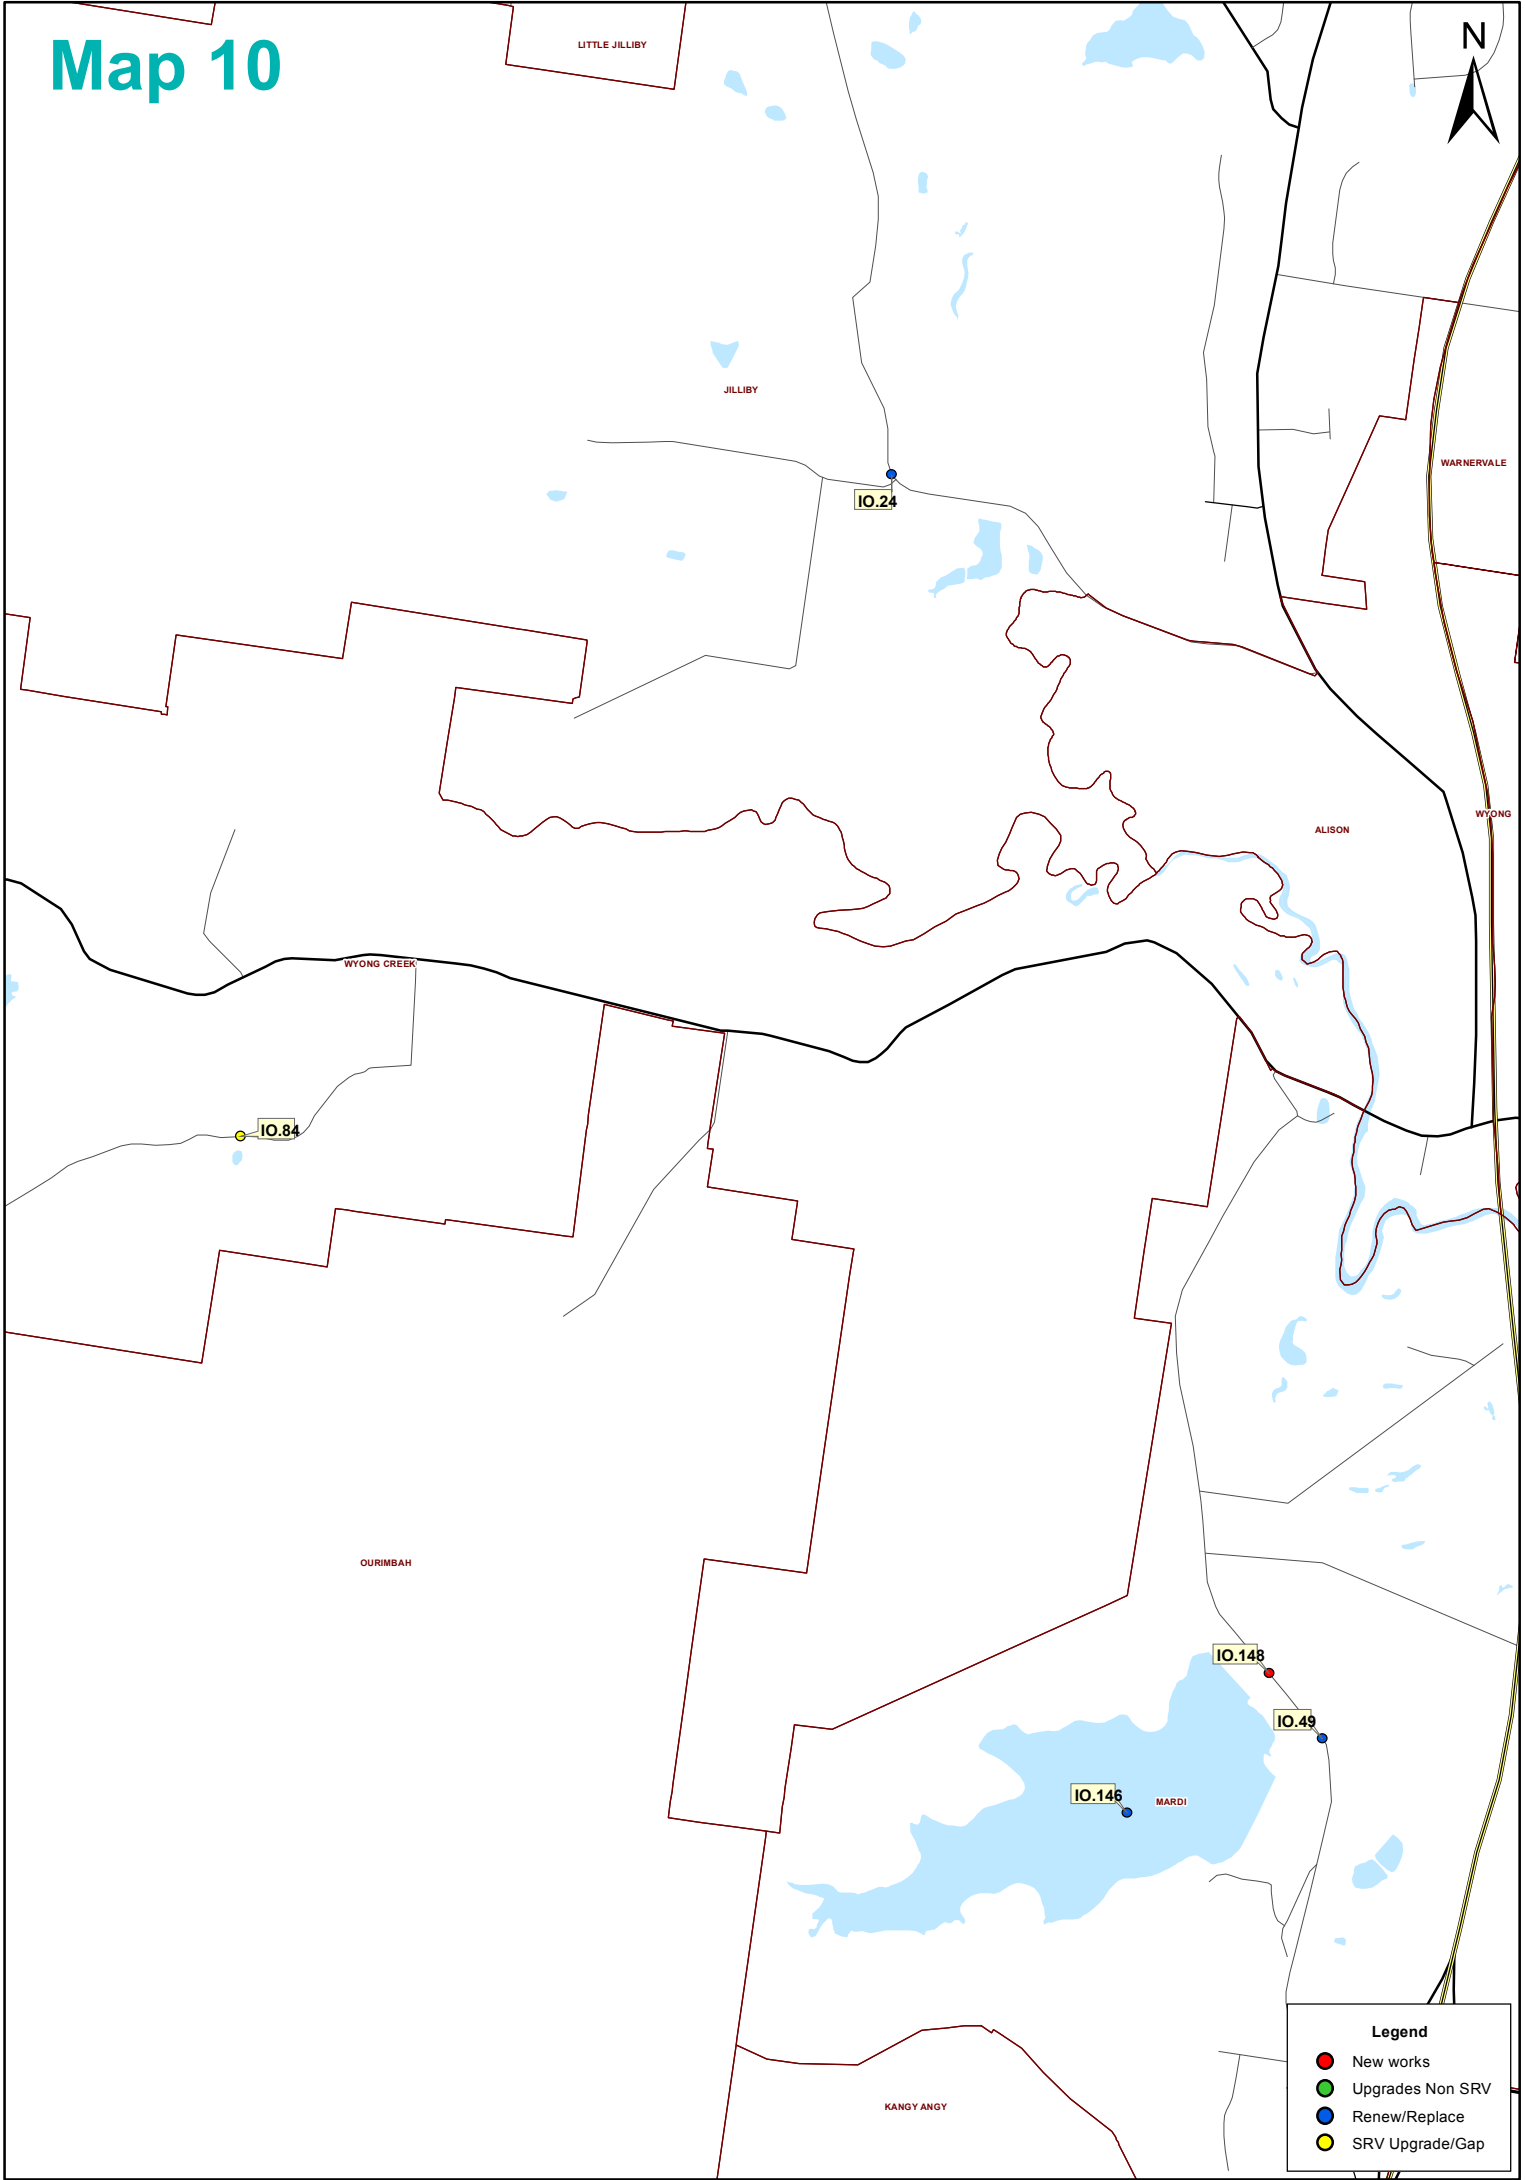 Map 10
LITTLE JILLIBY
N
JILLIBY
WARNERVALE
IO.24
WYONG
ALISON
WYONG CREEK
IO.84
OURIMBAH
IO.148
IO.49
IO.146
MARDI
KANGY ANGY
Legend
New works
Upgrades Non SRV
Renew/Replace
SRV Upgrade/Gap